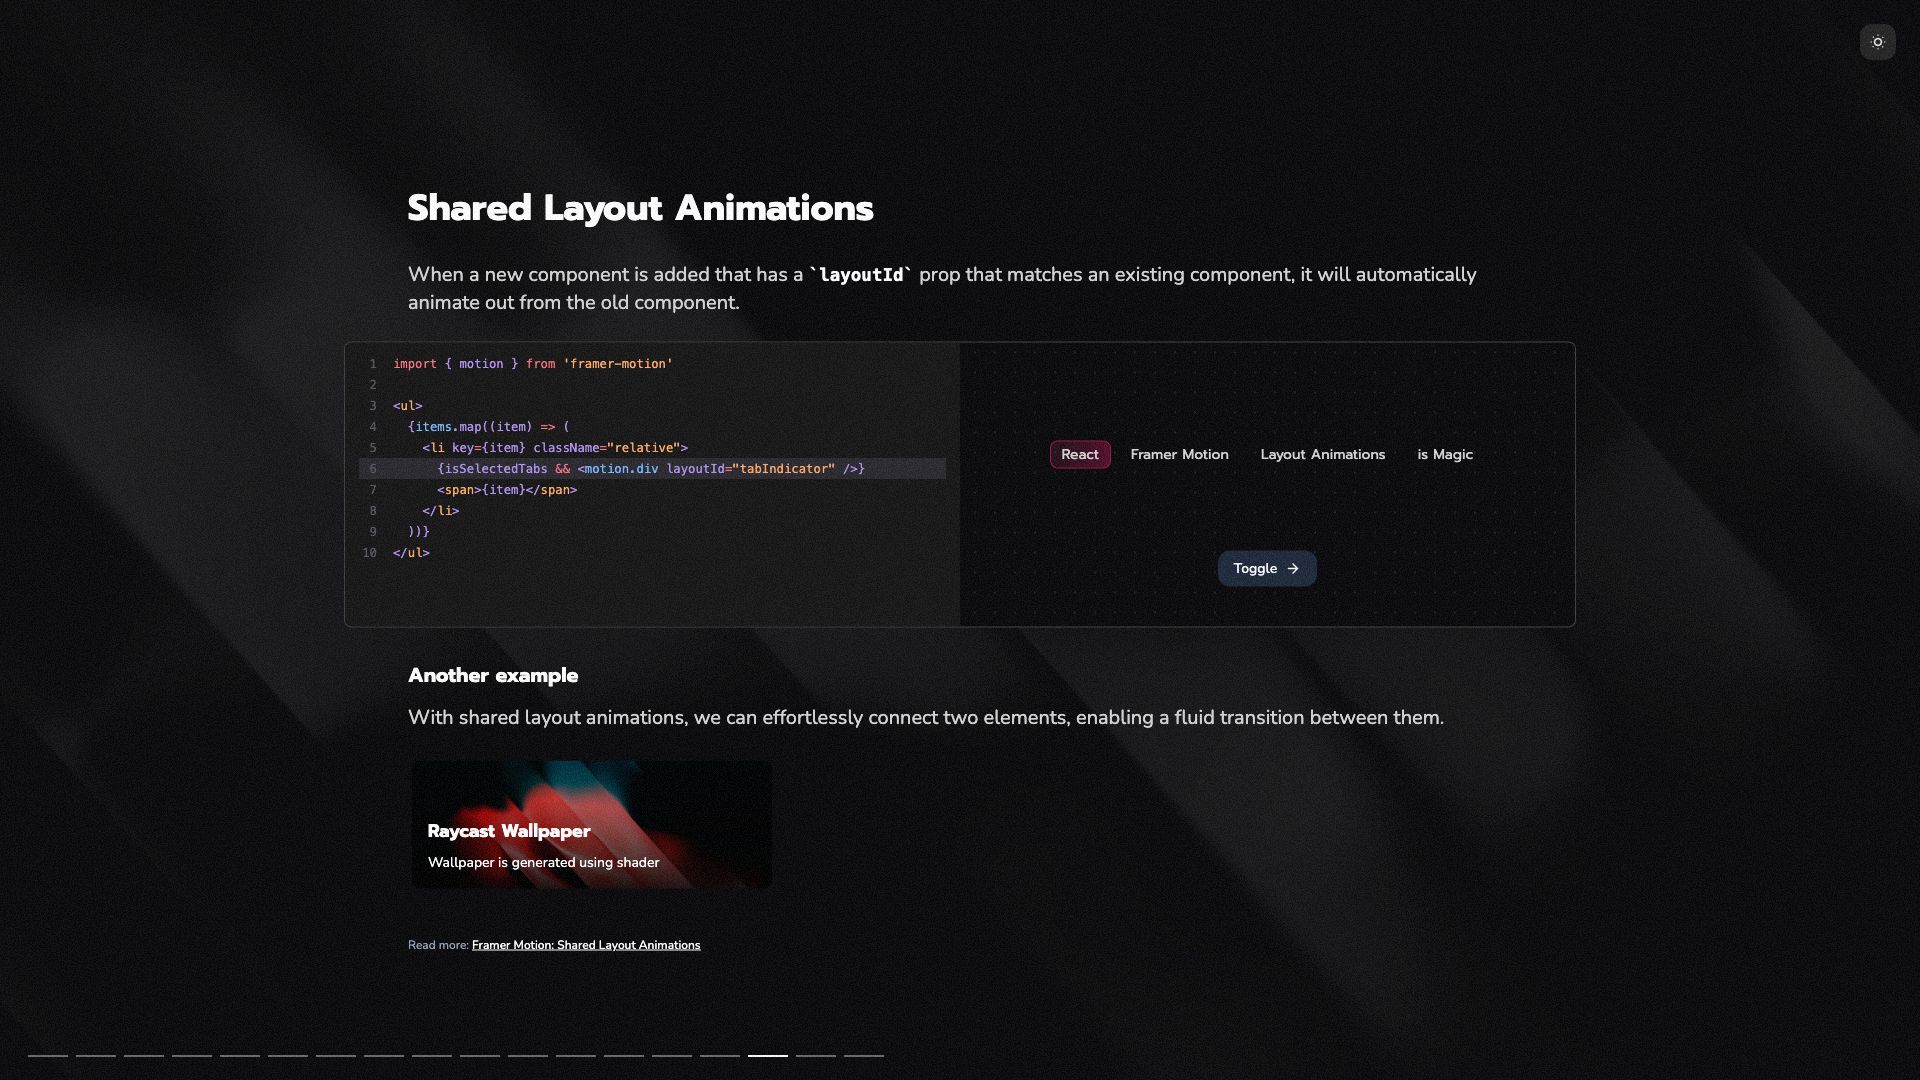 Shared Layout Animations
When a new component is added that has a `layoutId` prop that matches an existing component, it will automatically
animate out from the old component.
1 import { motion } from 'framer-motion'
2
3 <ul>
4 {items.map((item) => (
5 <li key={item} className="relative">
6 {isSelectedTabs && <motion.div layoutId="tabIndicator" />}
7 <span>{item}</span>
8 </li>
9 ))}
10 </ul>
React Framer Motion Layout Animations is Magic
Toggle →
Another example
With shared layout animations, we can effortlessly connect two elements, enabling a fluid transition between them.
Raycast Wallpaper
Wallpaper is generated using shader
Read more: Framer Motion: Shared Layout Animations